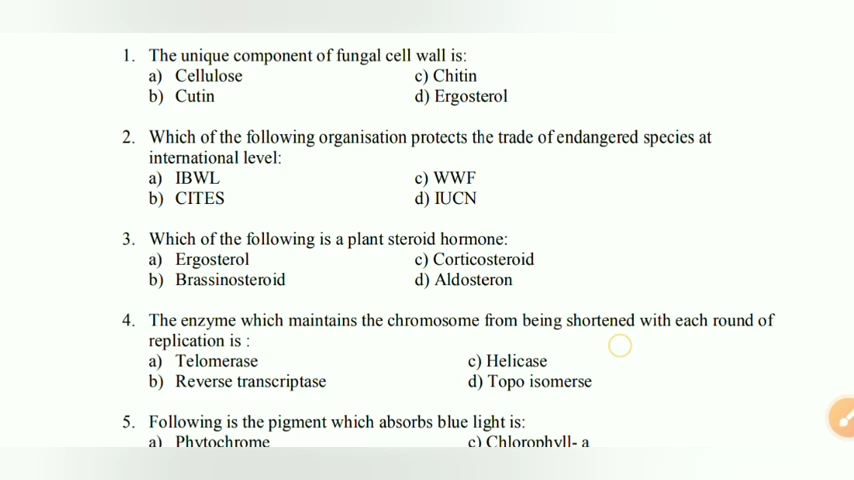 1. The unique component of fungal cell wall is:
a) Cellulose c) Chitin
b) Cutin d) Ergosterol
2. Which of the following organisation protects the trade of endangered species at
international level:
a) IBWL c) WWF
b) CITES d) IUCN
3. Which of the following is a plant steroid hormone:
a) Ergosterol c) Corticosteroid
b) Brassinosteroid d) Aldosteron
4. The enzyme which maintains the chromosome from being shortened with each round of
replication is :
a) Telomerase c) Helicase
b) Reverse transcriptase d) Topo isomerse
5. Following is the pigment which absorbs blue light is:
a) Phytochrome c) Chlorophyll- a